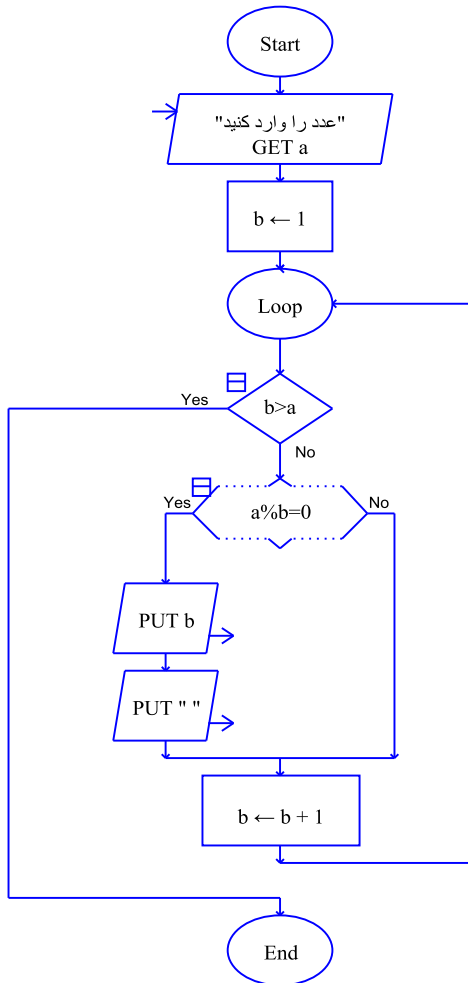 Start
"عدد را وارد کنید"
GET a
b ← 1
Loop
b>a
Yes
No
a%b=0
Yes
No
PUT b
PUT " "
b ← b + 1
End